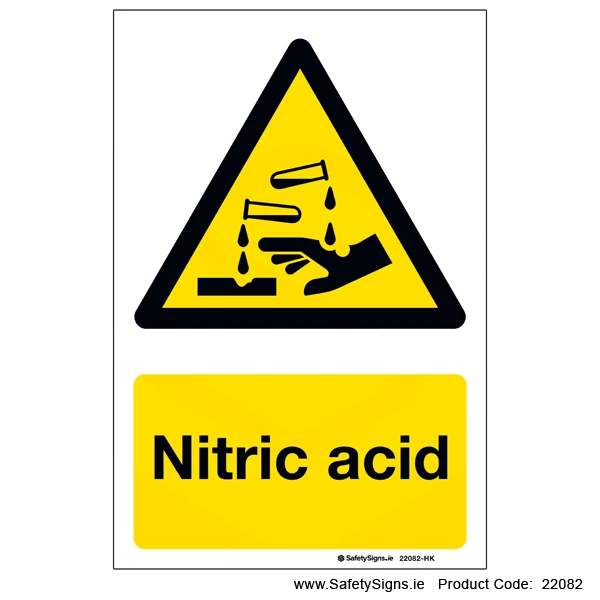 Nitric acid
SafetySigns.ie 22082-HK
www.SafetySigns.ie Product Code: 22082